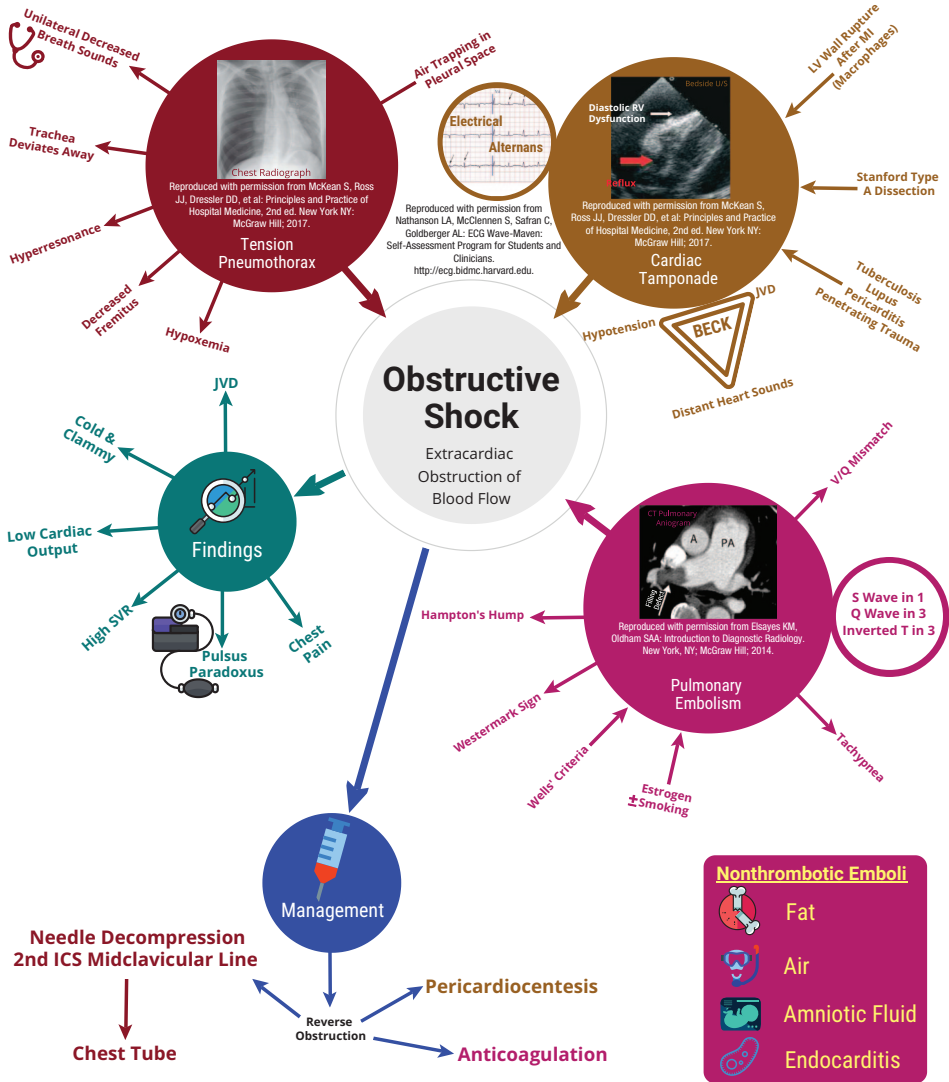 Unilateral Decreased
Breath Sounds
Trachea
Deviates Away
Hyperresonance
Decreased
Fremitus
Hypoxemia
Air Trapping in
Pleural Space
Chest Radiograph
Reproduced with permission from McKean S, Ross
JJ, Dressler DD, et al: Principles and Practice of
Hospital Medicine, 2nd ed. New York NY:
McGraw Hill; 2017.
Tension
Pneumothorax
Electrical
Alternans
Reproduced with permission from
Nathanson LA, McClennen S, Safran C,
Goldberger AL: ECG Wave-Maven:
Self-Assessment Program for Students and
Clinicians.
http://ecg.bidmc.harvard.edu.
Bedside U/S
Diastolic RV
Dysfunction
Reflux
Reproduced with permission from McKean S,
Ross JJ, Dressler DD, et al: Principles and Practice
of Hospital Medicine, 2nd ed. New York NY:
McGraw Hill; 2017.
Cardiac
Tamponade
LV Wall Rupture
After MI
(Macrophages)
Stanford Type
A Dissection
Tuberculosis
Lupus
Pericarditis
Penetrating Trauma
Hypotension
BECK
JVD
Distant Heart Sounds
Obstructive
Shock
Extracardiac
Obstruction of
Blood Flow
JVD
Cold &
Clammy
Low Cardiac
Output
High SVR
Pulsus
Paradoxus
Chest
Pain
Findings
CT Pulmonary
Aniogram
A
PA
Filling
Defect
Reproduced with permission from Elsayes KM,
Oldham SAA: Introduction to Diagnostic Radiology.
New York, NY; McGraw Hill; 2014.
Pulmonary
Embolism
V/Q Mismatch
S Wave in 1
Q Wave in 3
Inverted T in 3
Tachypnea
Hampton's Hump
Westermark Sign
Wells' Criteria
Estrogen
± Smoking
Management
Reverse
Obstruction
Needle Decompression
2nd ICS Midclavicular Line
Chest Tube
Pericardiocentesis
Anticoagulation
Nonthrombotic Emboli
Fat
Air
Amniotic Fluid
Endocarditis